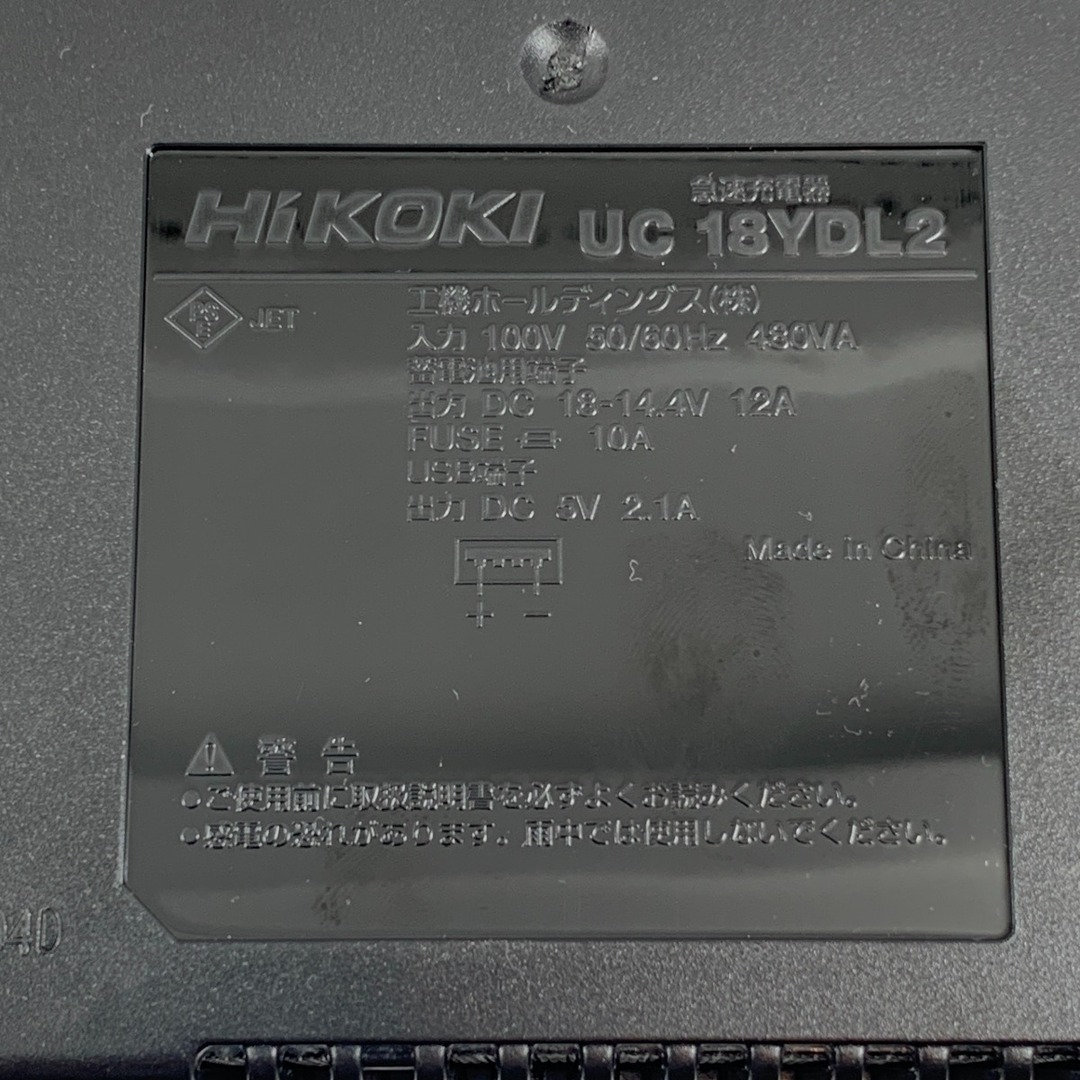 HiKOKI
急速充電器
UC 18YDL2
PS
E
JET
工機ホールディングス(株)
入力 100V 50/60Hz 480VA
蓄電池用端子
出力 DC 18-14.4V 12A
FUSE 10A
USB端子
出力 DC 5V 2.1A
Made in China
+ −
⚠ 警告
●ご使用前に取扱説明書を必ずよくお読みください。
●感電の恐れがあります。雨中では使用しないでください。